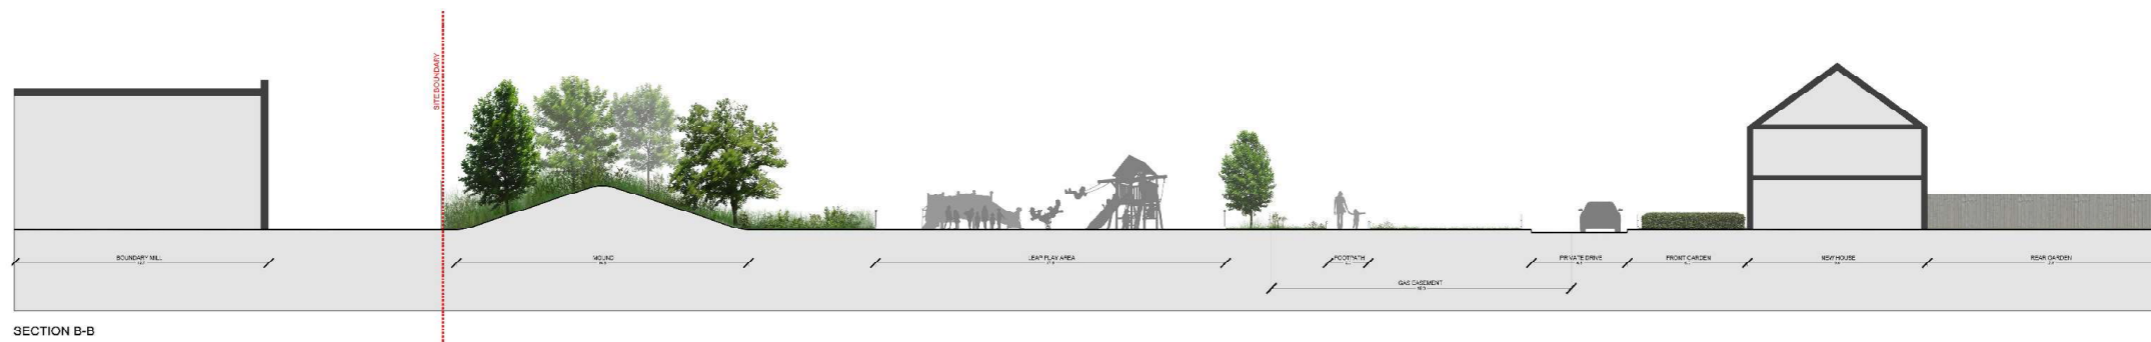 SITE BOUNDARY
BOUNDARY MILL
MOUND
LEAP PLAY AREA
FOOTPATH
PRIVATE DRIVE
FRONT GARDEN
NEW HOUSE
REAR GARDEN
GAS EASEMENT
SECTION B-B